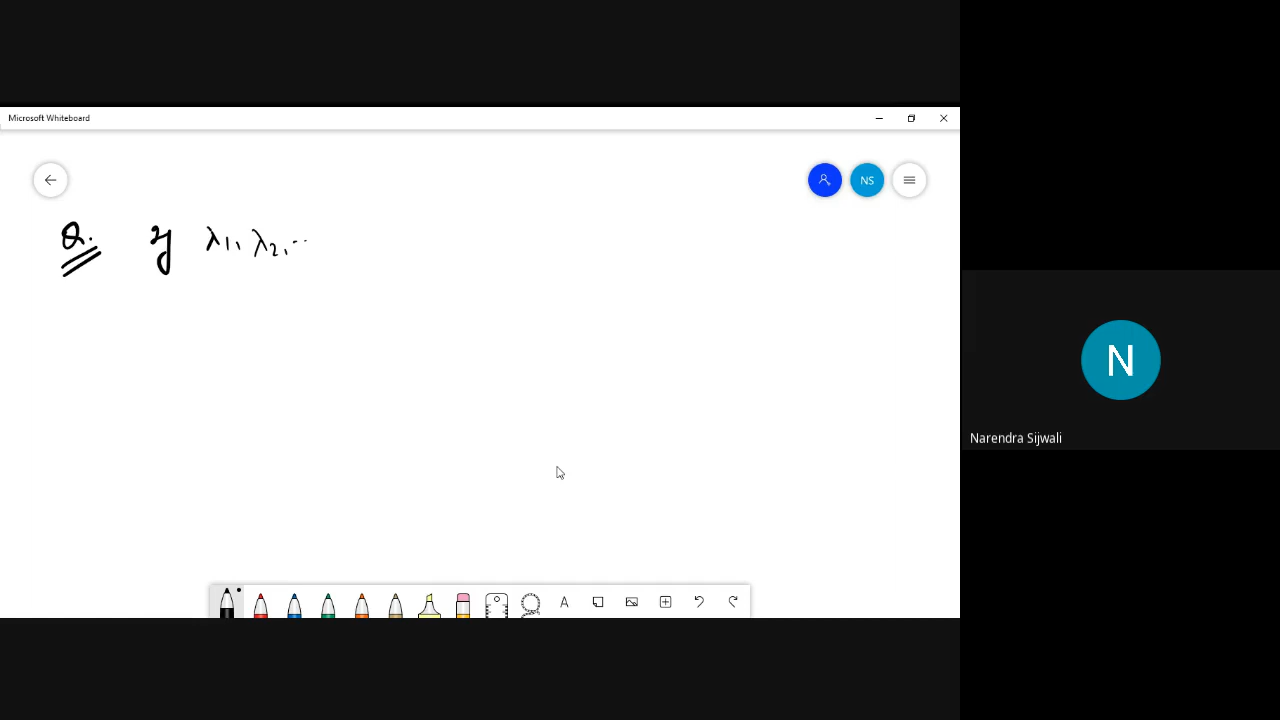 Microsoft Whiteboard
NS
Q. If λ1, λ2, ..
N
Narendra Sijwali
A